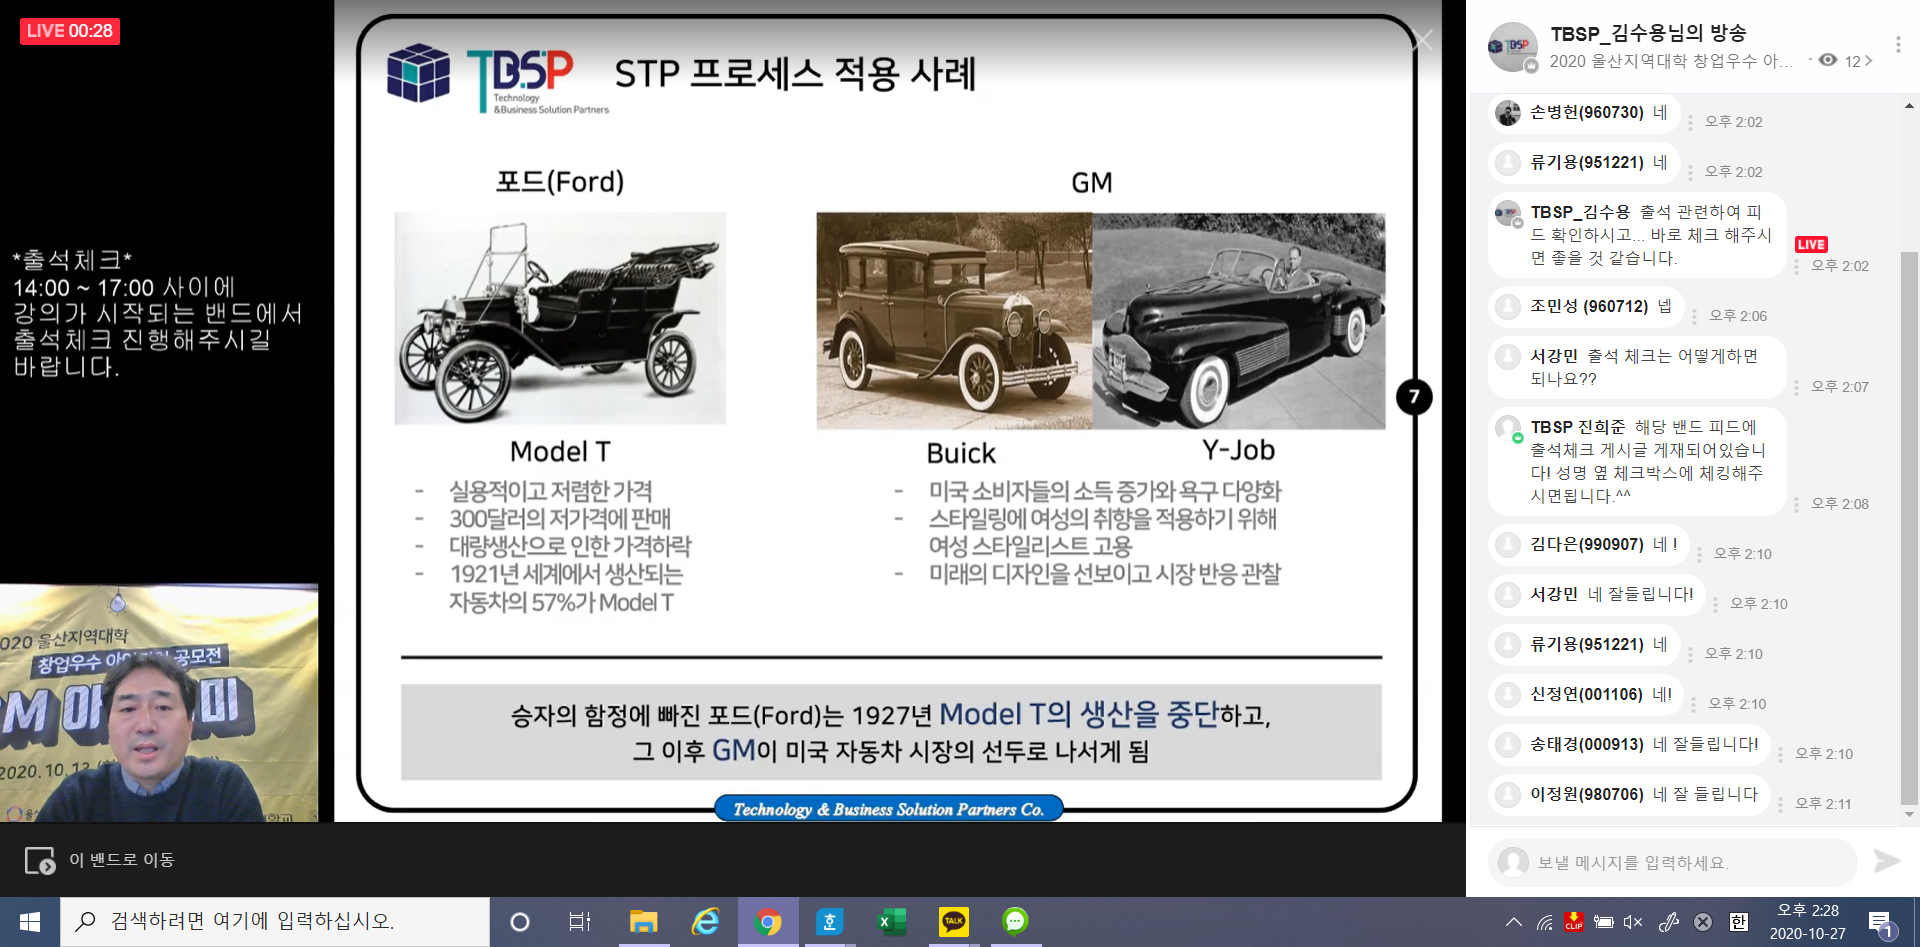 LIVE 00:28
*출석체크*
14:00 ~ 17:00 사이에
강의가 시작되는 밴드에서
출석체크 진행해주시길
바랍니다.
TBSP
Technology
&Business Solution Partners
STP 프로세스 적용 사례
포드(Ford)
GM
Model T
- 실용적이고 저렴한 가격
- 300달러의 저가격에 판매
- 대량생산으로 인한 가격하락
- 1921년 세계에서 생산되는
자동차의 57%가 Model T
Buick
Y-Job
- 미국 소비자들의 소득 증가와 욕구 다양화
- 스타일링에 여성의 취향을 적용하기 위해
여성 스타일리스트 고용
- 미래의 디자인을 선보이고 시장 반응 관찰
7
승자의 함정에 빠진 포드(Ford)는 1927년 Model T의 생산을 중단하고,
그 이후 GM이 미국 자동차 시장의 선두로 나서게 됨
Technology & Business Solution Partners Co.
2020 울산지역대학
창업우수 아 공모전
2020.10.13
이 밴드로 이동
TBSP_김수용님의 방송
2020 울산지역대학 창업우수 아... · 12
손병헌(960730) 네
오후 2:02
류기용(951221) 네
오후 2:02
TBSP_김수용 출석 관련하여 피
드 확인하시고... 바로 체크 해주시
면 좋을 것 같습니다.
LIVE
오후 2:02
조민성 (960712) 넵
오후 2:06
서강민 출석 체크는 어떻게하면
되나요??
오후 2:07
TBSP 진희준 해당 밴드 피드에
출석체크 게시글 게재되어있습니
다! 성명 옆 체크박스에 체킹해주
시면됩니다.^^
오후 2:08
김다은(990907) 네 !
오후 2:10
서강민 네 잘들립니다!
오후 2:10
류기용(951221) 네
오후 2:10
신정연(001106) 네!
오후 2:10
송태경(000913) 네 잘들립니다!
오후 2:10
이정원(980706) 네 잘 들립니다
오후 2:11
보낼 메시지를 입력하세요.
검색하려면 여기에 입력하십시오.
호
TALK
CLIP
한
오후 2:28
2020-10-27
1